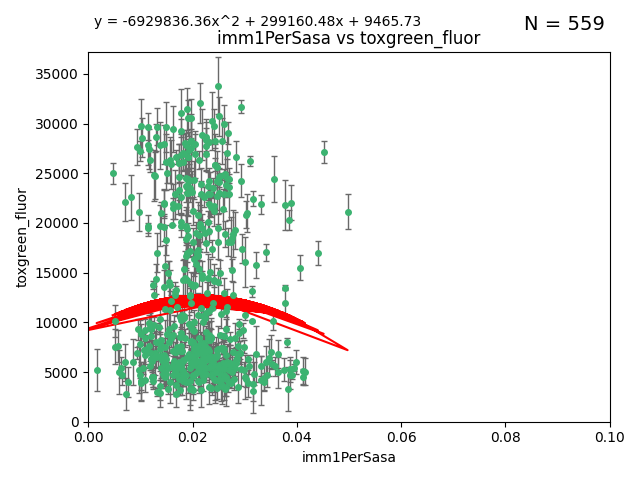 y = -6929836.36x^2 + 299160.48x + 9465.73
N = 559
imm1PerSasa vs toxgreen_fluor
toxgreen_fluor
35000
30000
25000
20000
15000
10000
5000
0
0.00 0.02 0.04 0.06 0.08 0.10
imm1PerSasa